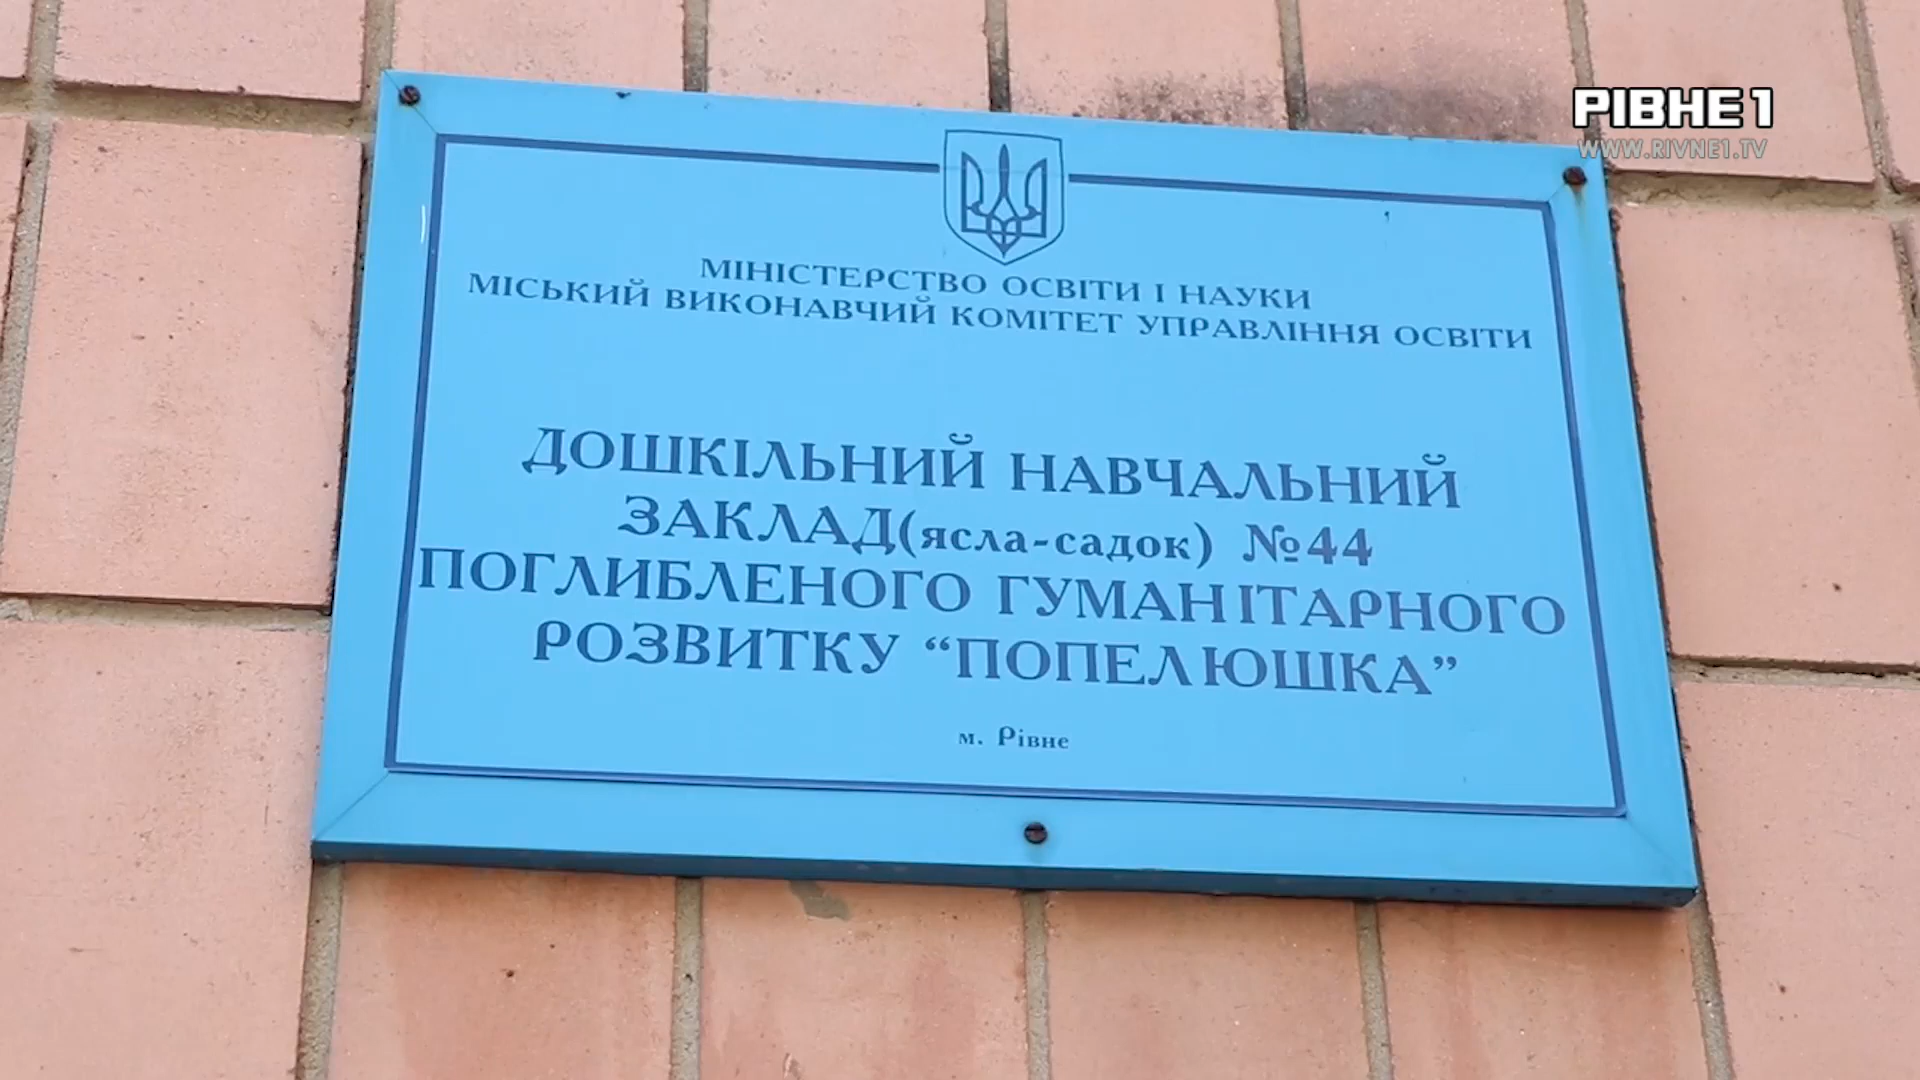 РІВНЕ 1
WWW.RIVNE1.TV
МІНІСТЕРСТВО ОСВІТИ І НАУКИ
МІСЬКИЙ ВИКОНАВЧИЙ КОМІТЕТ УПРАВЛІННЯ ОСВІТИ
ДОШКІЛЬНИЙ НАВЧАЛЬНИЙ
ЗАКЛАД(ясла-садок) №44
ПОГЛИБЛЕНОГО ГУМАНІТАРНОГО
РОЗВИТКУ “ПОПЕЛЮШКА”
м. Рівне